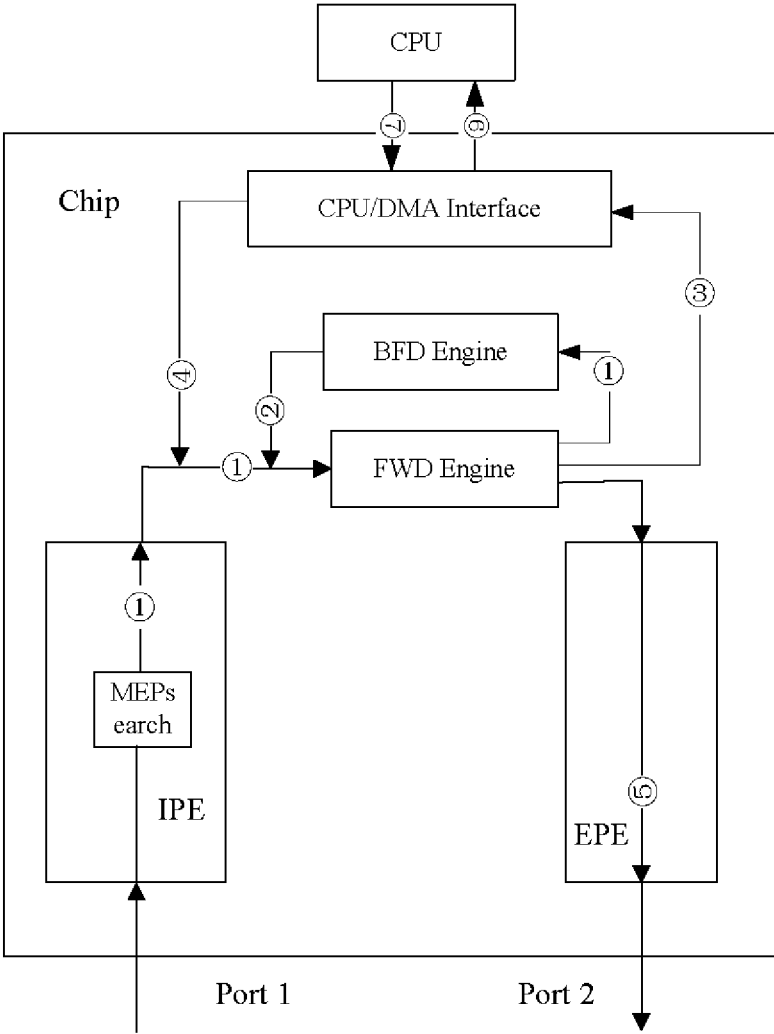 CPU
⑦
⑥
Chip
CPU/DMA Interface
③
BFD Engine
①
④
②
①
FWD Engine
①
MEPs
earch
IPE
⑤
EPE
Port 1
Port 2